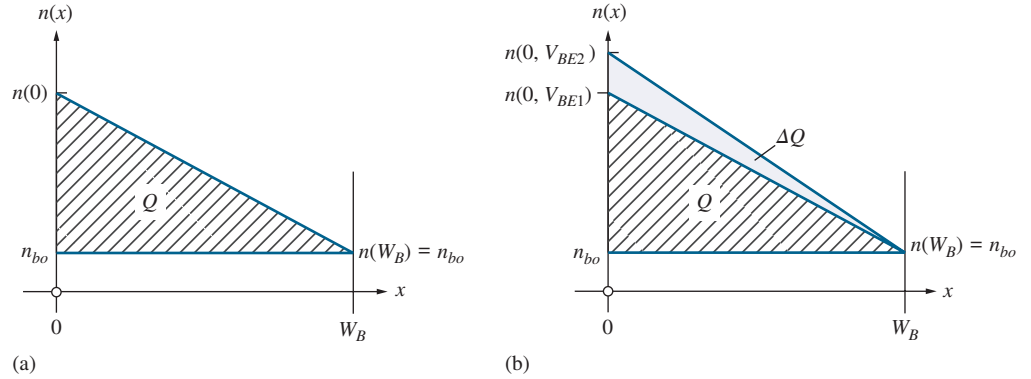 n(x)
n(0)
Q
n_bo
n(W_B) = n_bo
x
0
W_B
(a)
n(x)
n(0, V_BE2)
n(0, V_BE1)
ΔQ
Q
n_bo
n(W_B) = n_bo
x
0
W_B
(b)